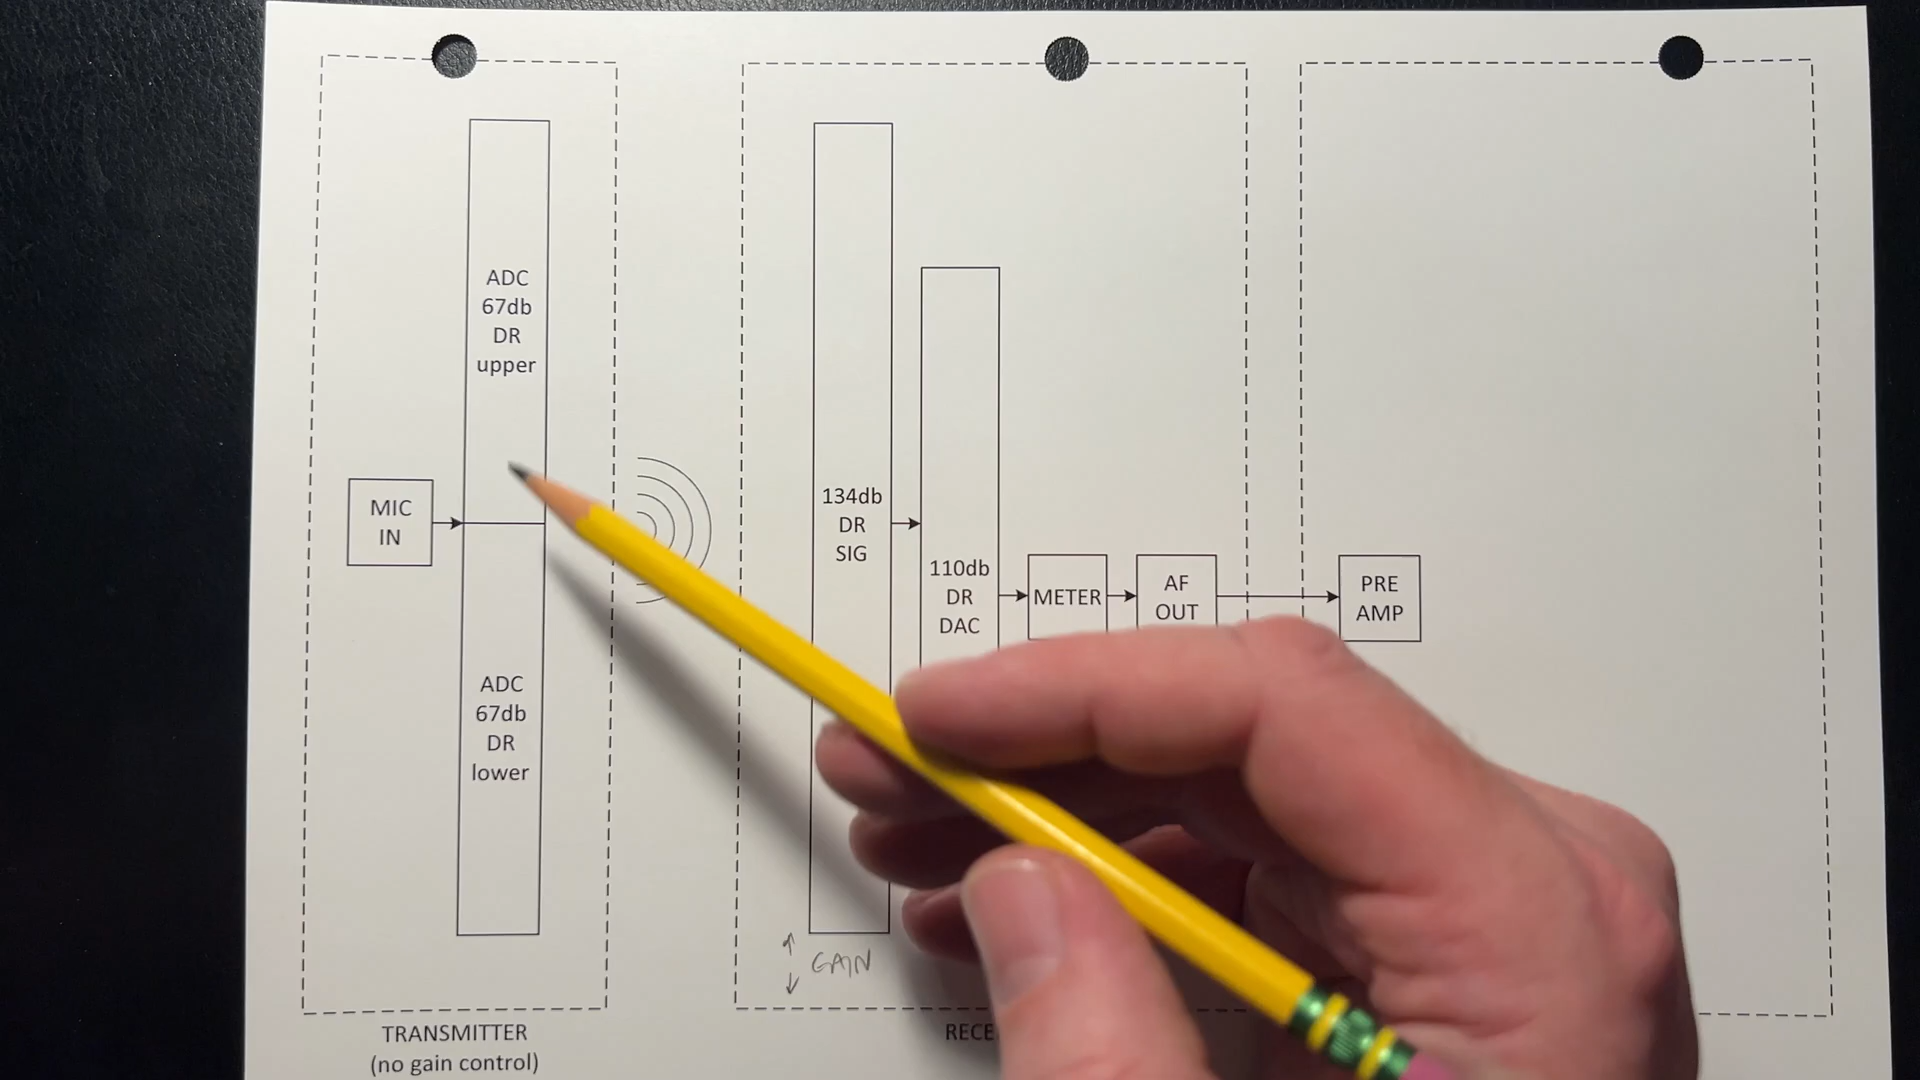 ADC
67db
DR
upper
MIC
IN
ADC
67db
DR
lower
TRANSMITTER
(no gain control)
134db
DR
SIG
GAIN
110db
DR
DAC
METER
AF
OUT
PRE
AMP